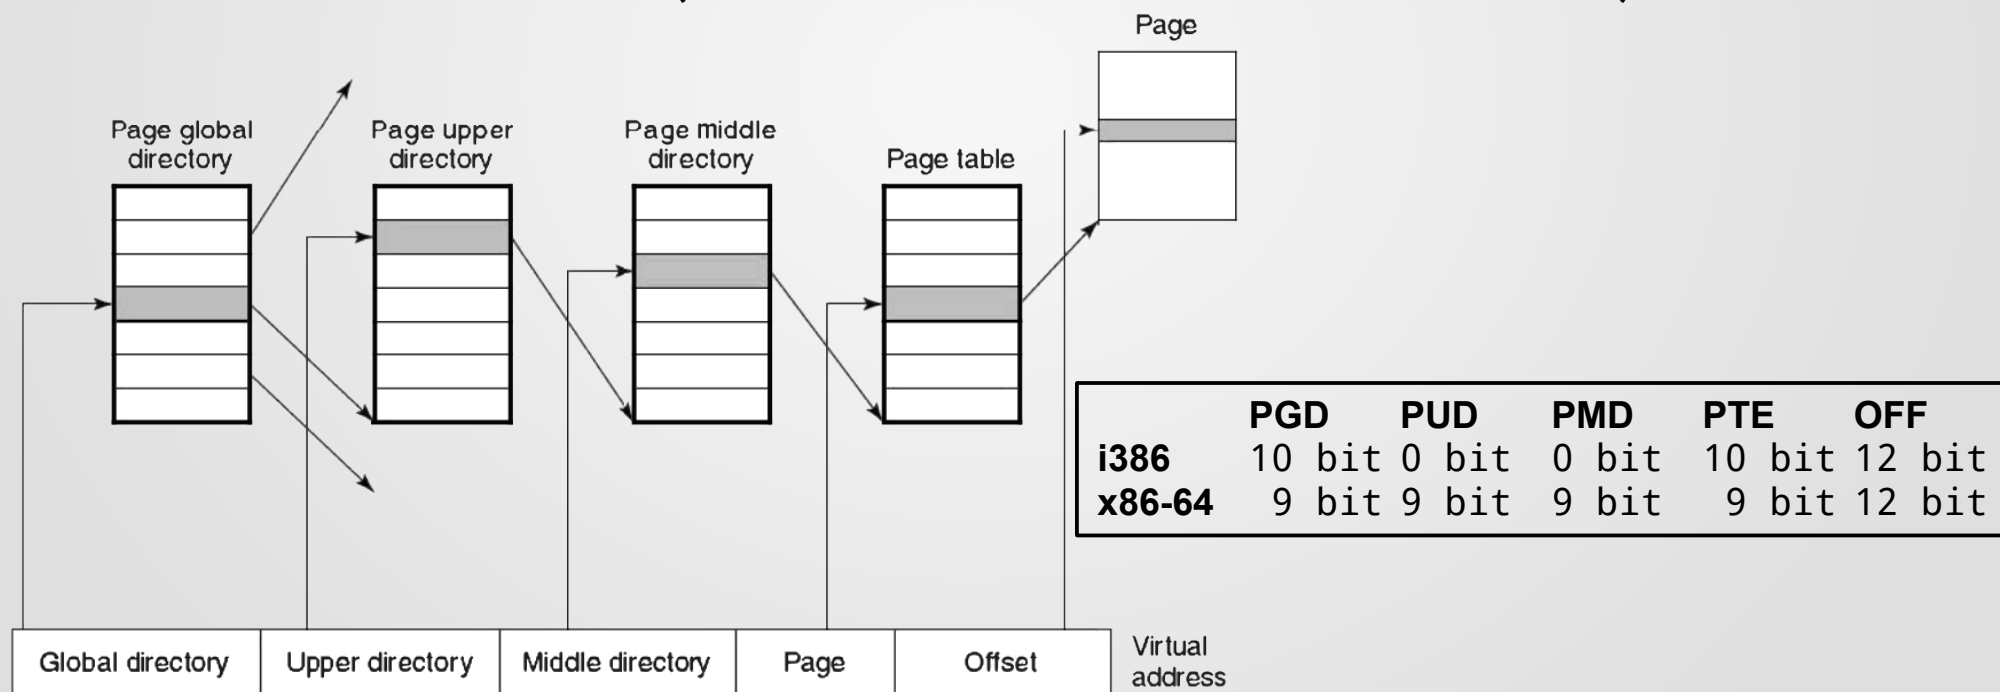 Page
Page global
directory
Page upper
directory
Page middle
directory
Page table
PGD PUD PMD PTE OFF
i386 10 bit 0 bit 0 bit 10 bit 12 bit
x86-64 9 bit 9 bit 9 bit 9 bit 12 bit
Global directory Upper directory Middle directory Page Offset
Virtual
address